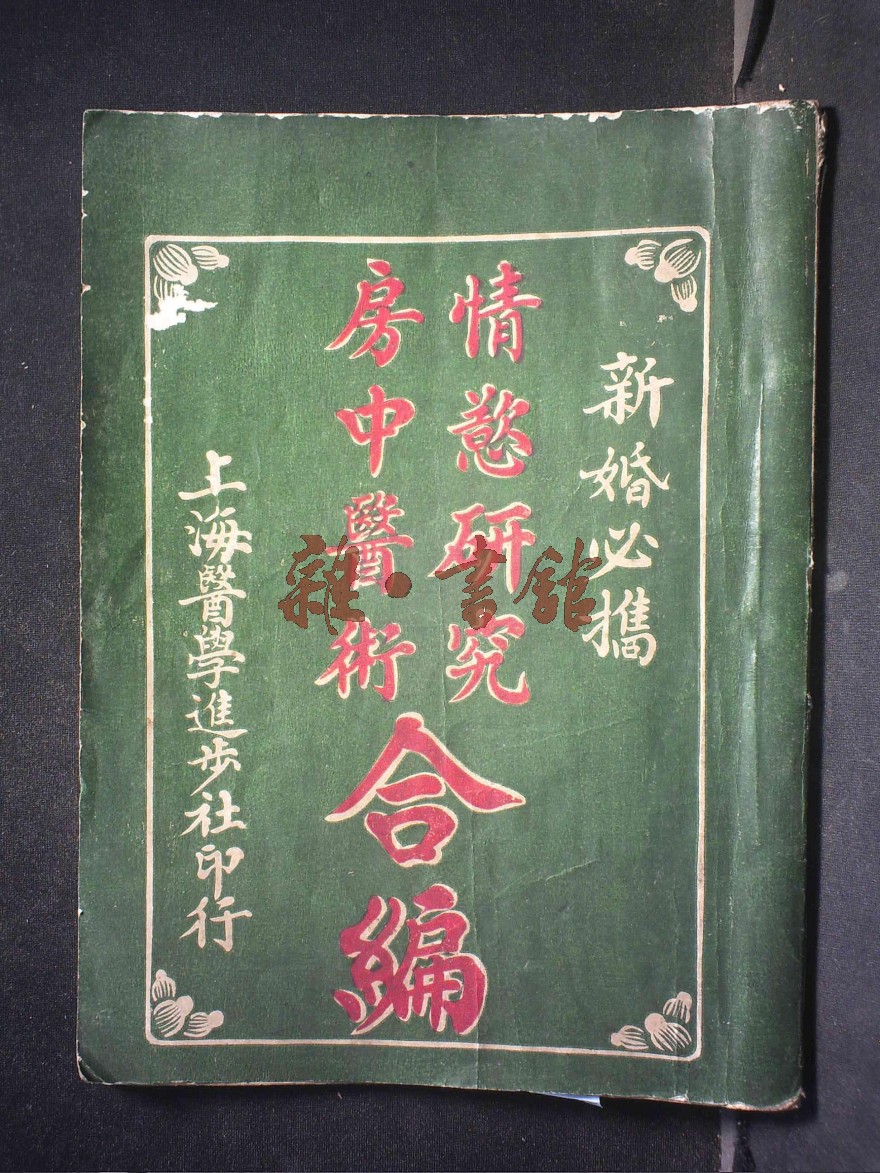 新婚必攜
情慾研究
房中醫術
合編
上海醫學進步社印行
雜·書館